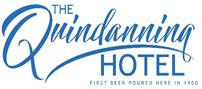 THE
Quindanning
HOTEL
FIRST BEER POURED HERE IN 1900